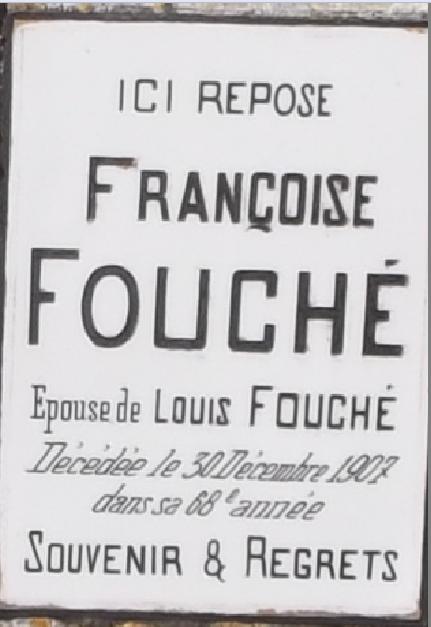 ICI REPOSE
FRANÇOISE
FOUCHÉ
Epouse de LOUIS FOUCHÉ
Décédée le 30 Décembre 1907
dans sa 68e année
SOUVENIR & REGRETS